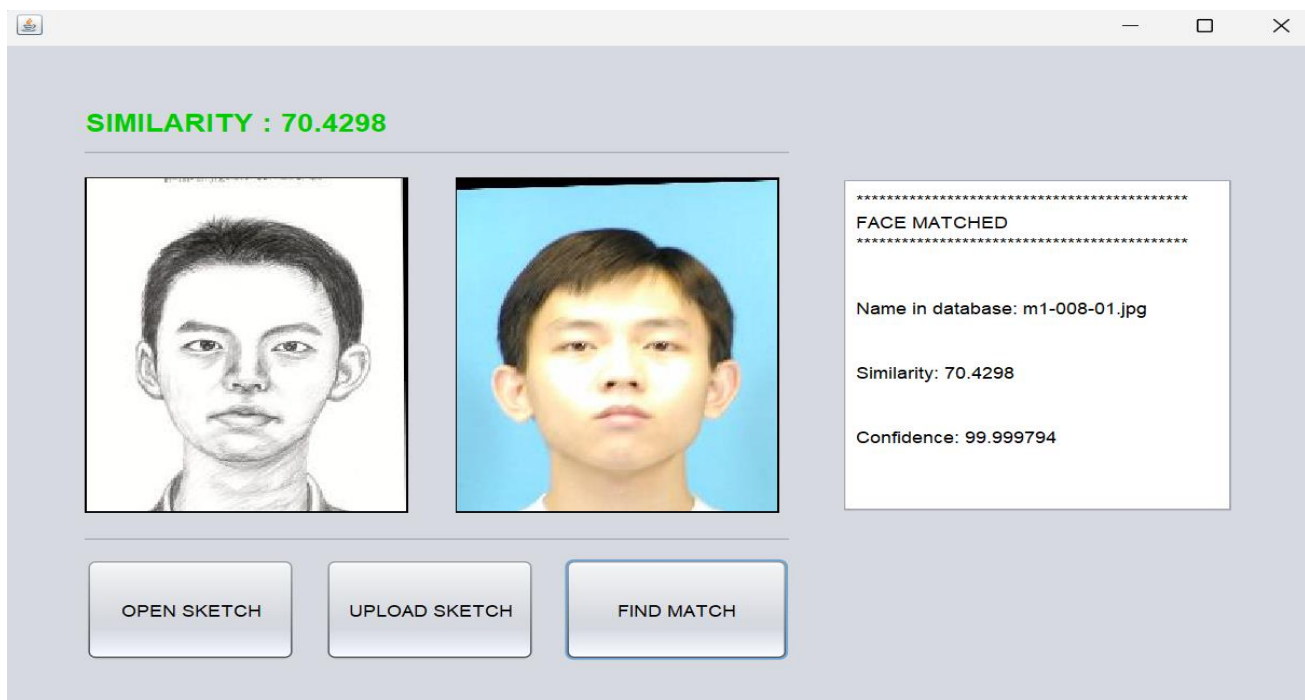 SIMILARITY : 70.4298
*******************************************
FACE MATCHED
*******************************************
Name in database: m1-008-01.jpg
Similarity: 70.4298
Confidence: 99.999794
OPEN SKETCH
UPLOAD SKETCH
FIND MATCH